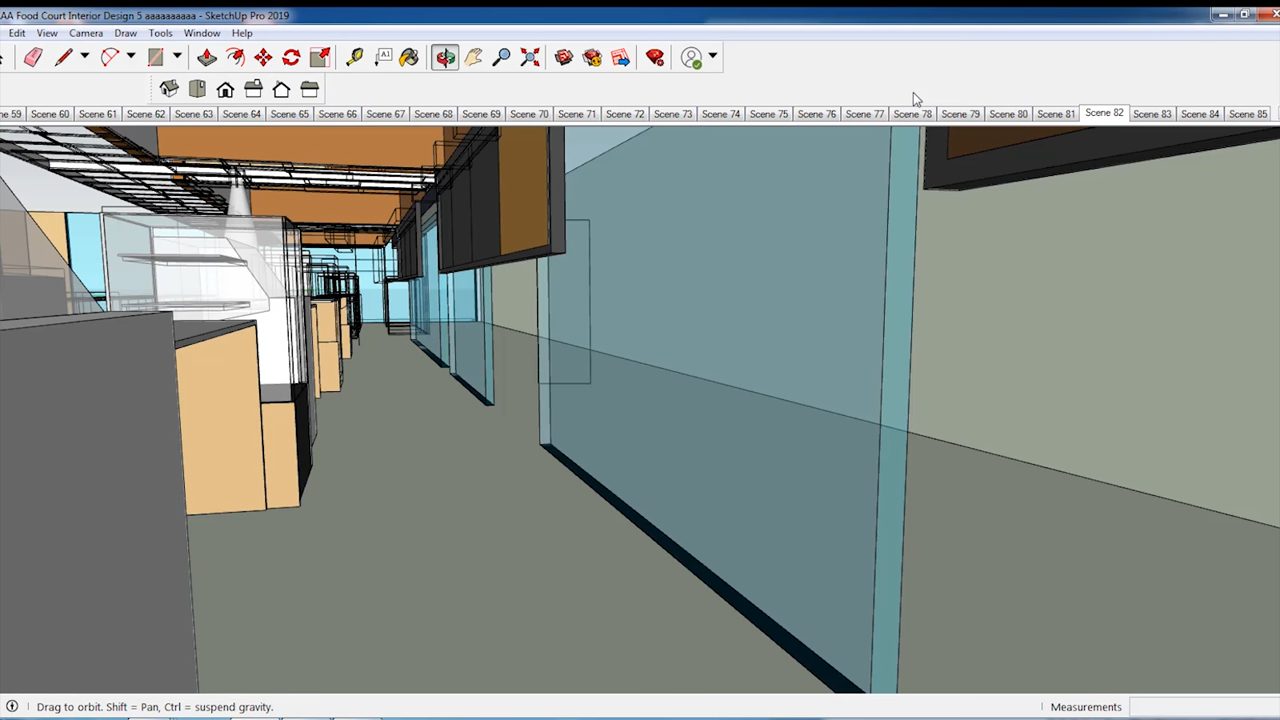 AA Food Court Interior Design 5 aaaaaaaaaa - SketchUp Pro 2019
Edit View Camera Draw Tools Window Help
A1
ne 59 Scene 60 Scene 61 Scene 62 Scene 63 Scene 64 Scene 65 Scene 66 Scene 67 Scene 68 Scene 69 Scene 70 Scene 71 Scene 72 Scene 73 Scene 74 Scene 75 Scene 76 Scene 77 Scene 78 Scene 79 Scene 80 Scene 81 Scene 82 Scene 83 Scene 84 Scene 85
Drag to orbit. Shift = Pan, Ctrl = suspend gravity. Measurements